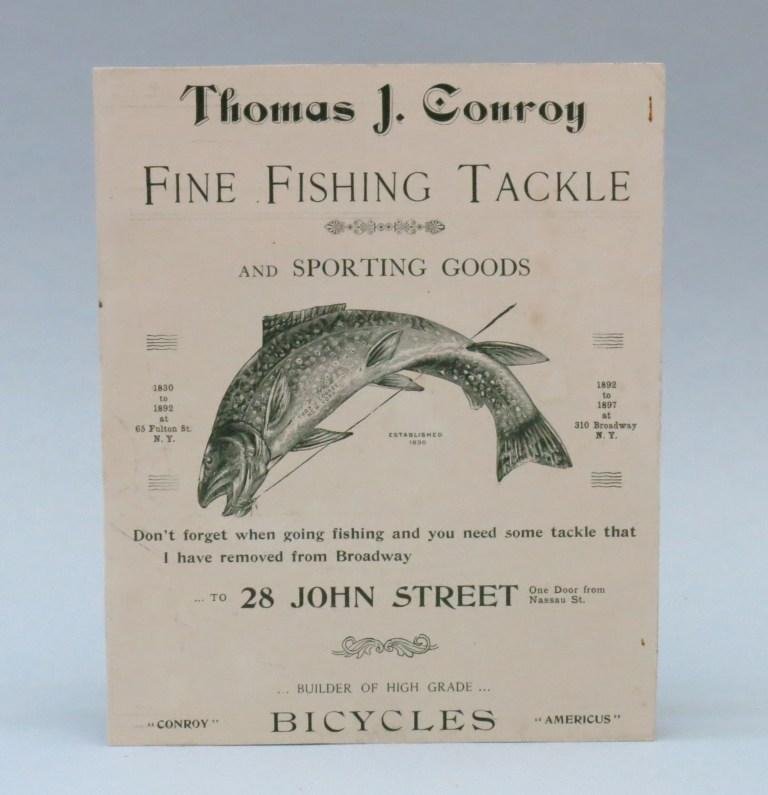 Thomas J. Conroy
FINE FISHING TACKLE
AND SPORTING GOODS
1830
to
1892
at
65 Fulton St.
N. Y.
1892
to
1897
at
310 Broadway
N. Y.
ESTABLISHED
1830
Don't forget when going fishing and you need some tackle that
I have removed from Broadway
... TO 28 JOHN STREET One Door from
Nassau St.
... BUILDER OF HIGH GRADE ...
"CONROY" BICYCLES "AMERICUS"